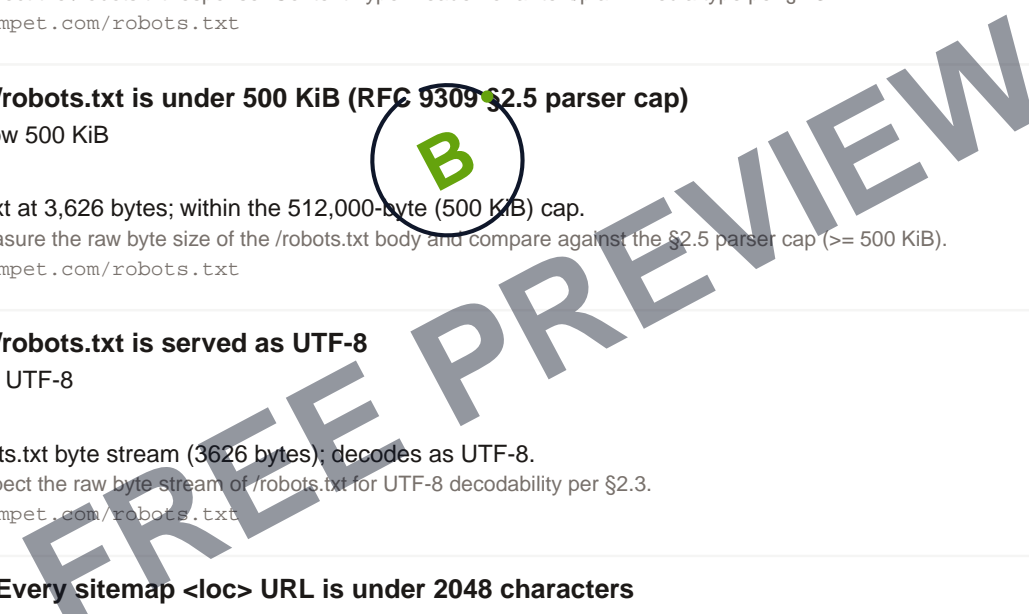 mpet.com/robots.txt
/robots.txt is under 500 KiB (RFC 9309 §2.5 parser cap)
ow 500 KiB
B
xt at 3,626 bytes; within the 512,000-byte (500 KiB) cap.
asure the raw byte size of the /robots.txt body and compare against the §2.5 parser cap (>= 500 KiB).
mpet.com/robots.txt
/robots.txt is served as UTF-8
UTF-8
ts.txt byte stream (3626 bytes); decodes as UTF-8.
pect the raw byte stream of /robots.txt for UTF-8 decodability per §2.3.
mpet.com/robots.txt
Every sitemap <loc> URL is under 2048 characters
FREE PREVIEW